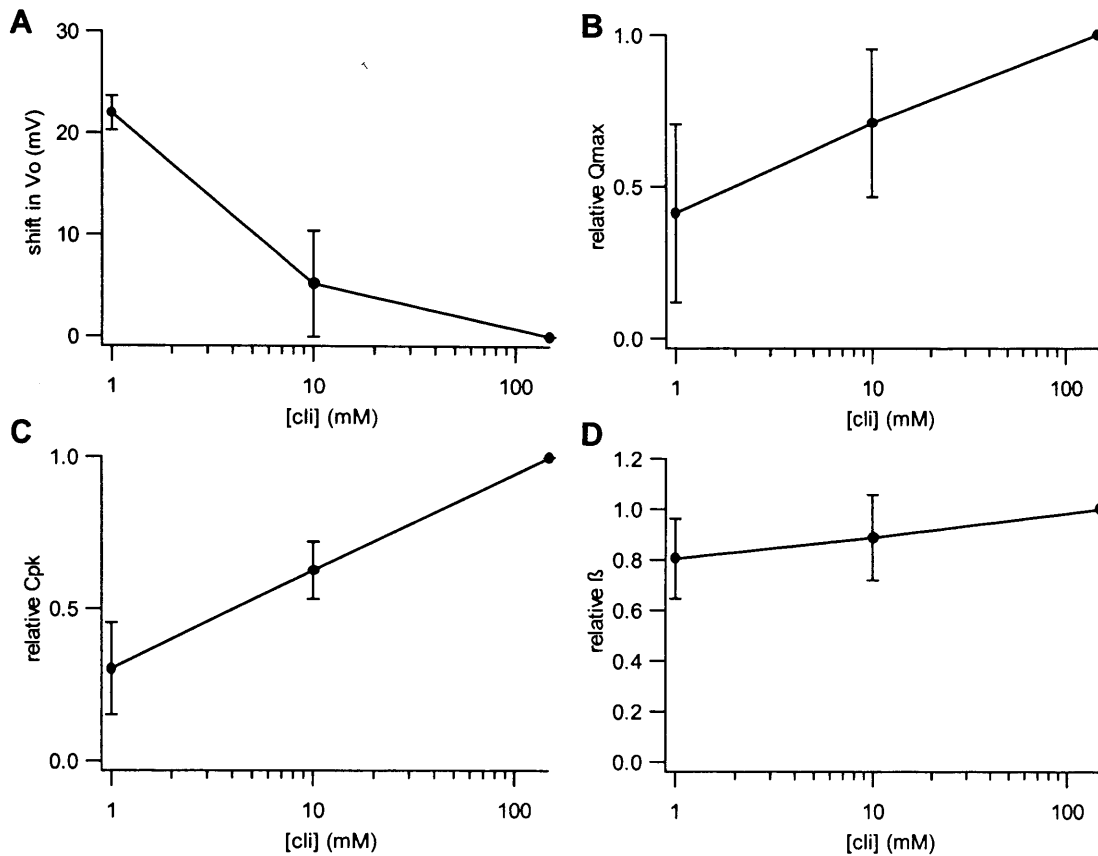 A
30
20
10
0
shift in Vo (mV)
1
10
100
[cli] (mM)
B
1.0
0.5
0.0
relative Qmax
1
10
100
[cli] (mM)
C
1.0
0.5
0.0
relative Cpk
1
10
100
[cli] (mM)
D
1.2
1.0
0.8
0.6
0.4
0.2
0.0
relative ß
1
10
100
[cli] (mM)